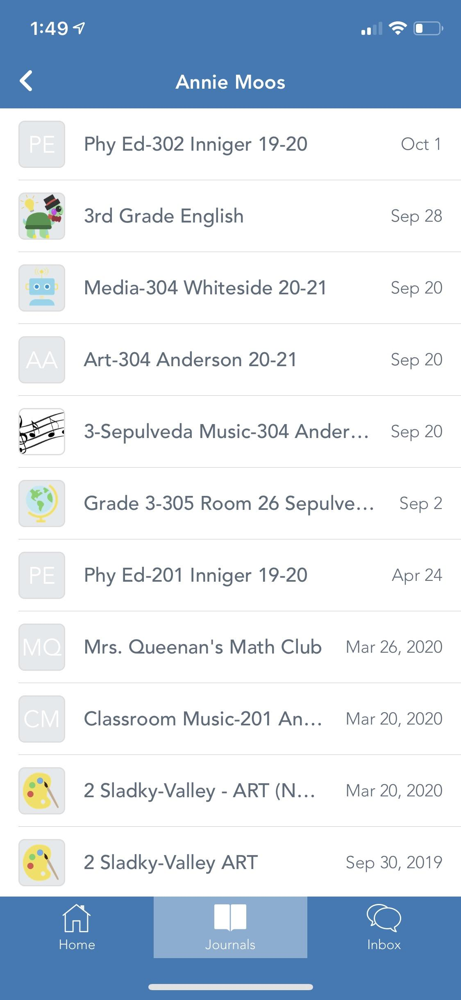 1:49
Annie Moos
PE
Phy Ed-302 Inniger 19-20
Oct 1
3rd Grade English
Sep 28
Media-304 Whiteside 20-21
Sep 20
AA
Art-304 Anderson 20-21
Sep 20
3-Sepulveda Music-304 Ander...
Sep 20
Grade 3-305 Room 26 Sepulve...
Sep 2
PE
Phy Ed-201 Inniger 19-20
Apr 24
MQ
Mrs. Queenan's Math Club
Mar 26, 2020
CM
Classroom Music-201 An...
Mar 20, 2020
2 Sladky-Valley - ART (N...
Mar 20, 2020
2 Sladky-Valley ART
Sep 30, 2019
Home
Journals
Inbox